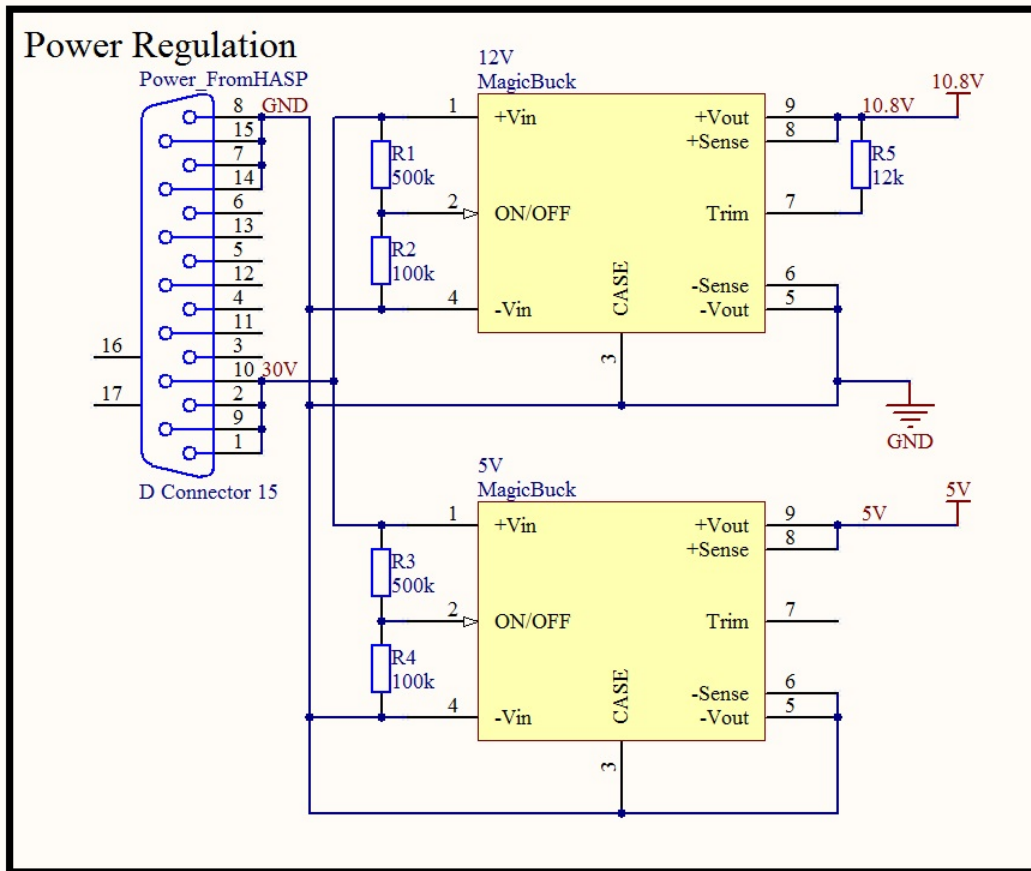 Power Regulation
Power_FromHASP
8
GND
15
7
14
6
13
5
12
4
11
3
10
30V
2
9
1
16
17
D Connector 15
12V
MagicBuck
1
+Vin
R1
500k
2
ON/OFF
R2
100k
4
-Vin
CASE
3
+Vout
9
+Sense
8
Trim
7
-Sense
6
-Vout
5
10.8V
10.8V
R5
12k
GND
5V
MagicBuck
1
+Vin
R3
500k
2
ON/OFF
R4
100k
4
-Vin
CASE
3
+Vout
9
+Sense
8
Trim
7
-Sense
6
-Vout
5
5V
5V